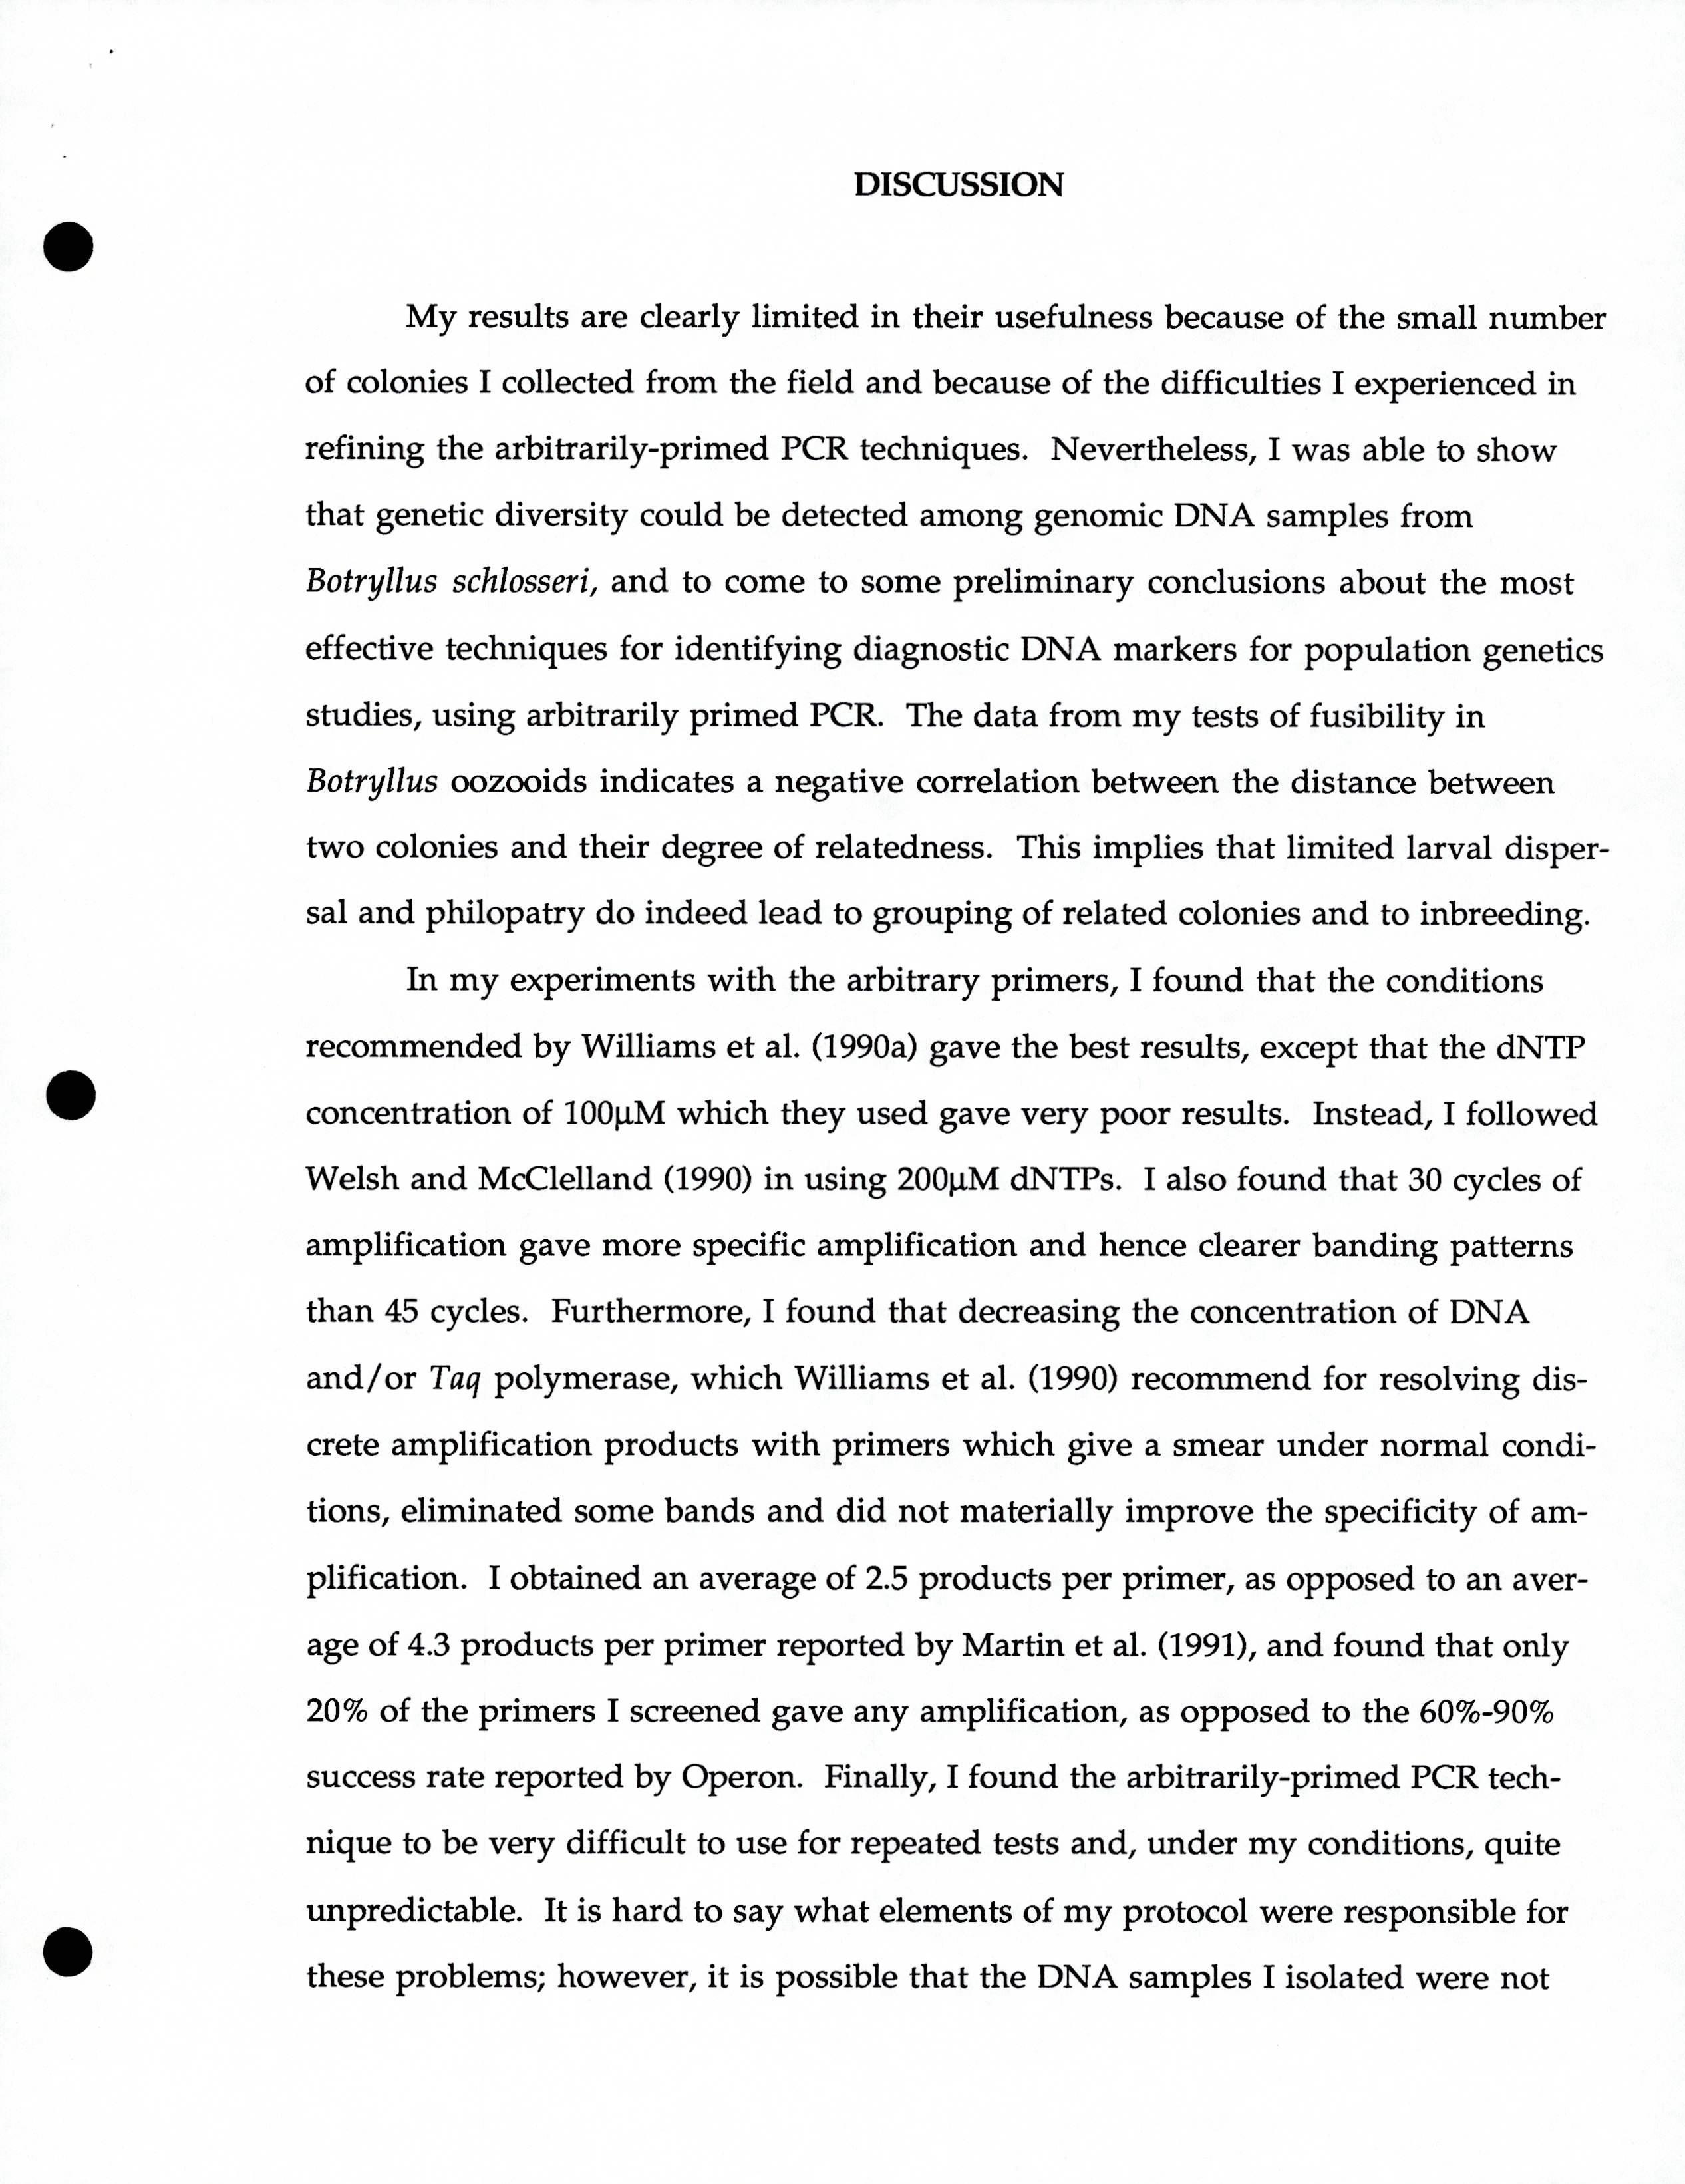 DISCUSSION
My results are clearly limited in their usefulness because of the small number
of colonies I collected from the field and because of the difficulties I experienced in
refining the arbitrarily-primed PCR techniques.  Nevertheless, I was able to show
that genetic diversity could be detected among genomic DNA samples from
Botryllus schlosseri, and to come to some preliminary conclusions about the most
effective techniques for identifying diagnostic DNA markers for population genetics
studies, using arbitrarily primed PCR.  The data from my tests of fusibility in
Botryllus oozooids indicates a negative correlation between the distance between
two colonies and their degree of relatedness.  This implies that limited larval disper-
sal and philopatry do indeed lead to grouping of related colonies and to inbreeding.
In my experiments with the arbitrary primers, I found that the conditions
recommended by Williams et al. (1990a) gave the best results, except that the dNTP
concentration of 100µM which they used gave very poor results.  Instead, I followed
Welsh and McClelland (1990) in using 200µM dNTPs.  I also found that 30 cycles of
amplification gave more specific amplification and hence clearer banding patterns
than 45 cycles.  Furthermore, I found that decreasing the concentration of DNA
and/or Taq polymerase, which Williams et al. (1990) recommend for resolving dis-
crete amplification products with primers which give a smear under normal condi-
tions, eliminated some bands and did not materially improve the specificity of am-
plification.  I obtained an average of 2.5 products per primer, as opposed to an aver-
age of 4.3 products per primer reported by Martin et al. (1991), and found that only
20% of the primers I screened gave any amplification, as opposed to the 60%-90%
success rate reported by Operon.  Finally, I found the arbitrarily-primed PCR tech-
nique to be very difficult to use for repeated tests and, under my conditions, quite
unpredictable.  It is hard to say what elements of my protocol were responsible for
these problems; however, it is possible that the DNA samples I isolated were not